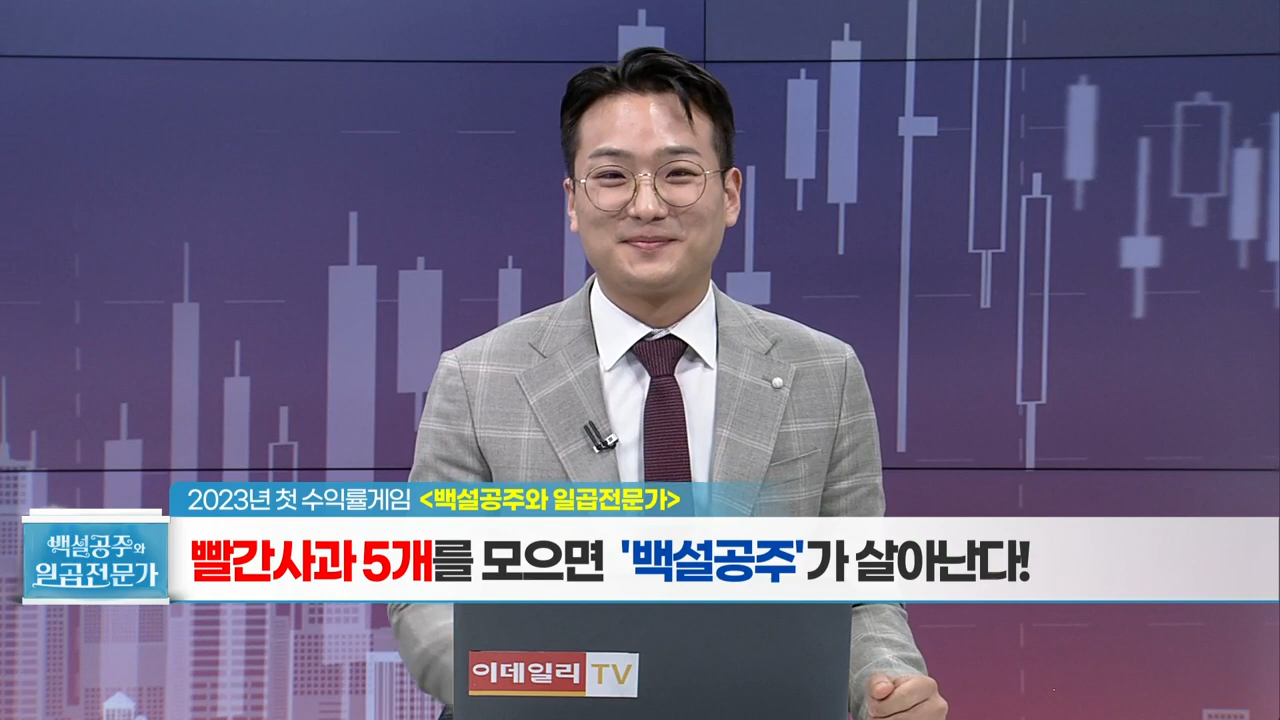 2023년 첫 수익률게임 <백설공주와 일곱전문가>
백설공주와
일곱전문가
빨간사과 5개를 모으면 '백설공주'가 살아난다!
이데일리 TV